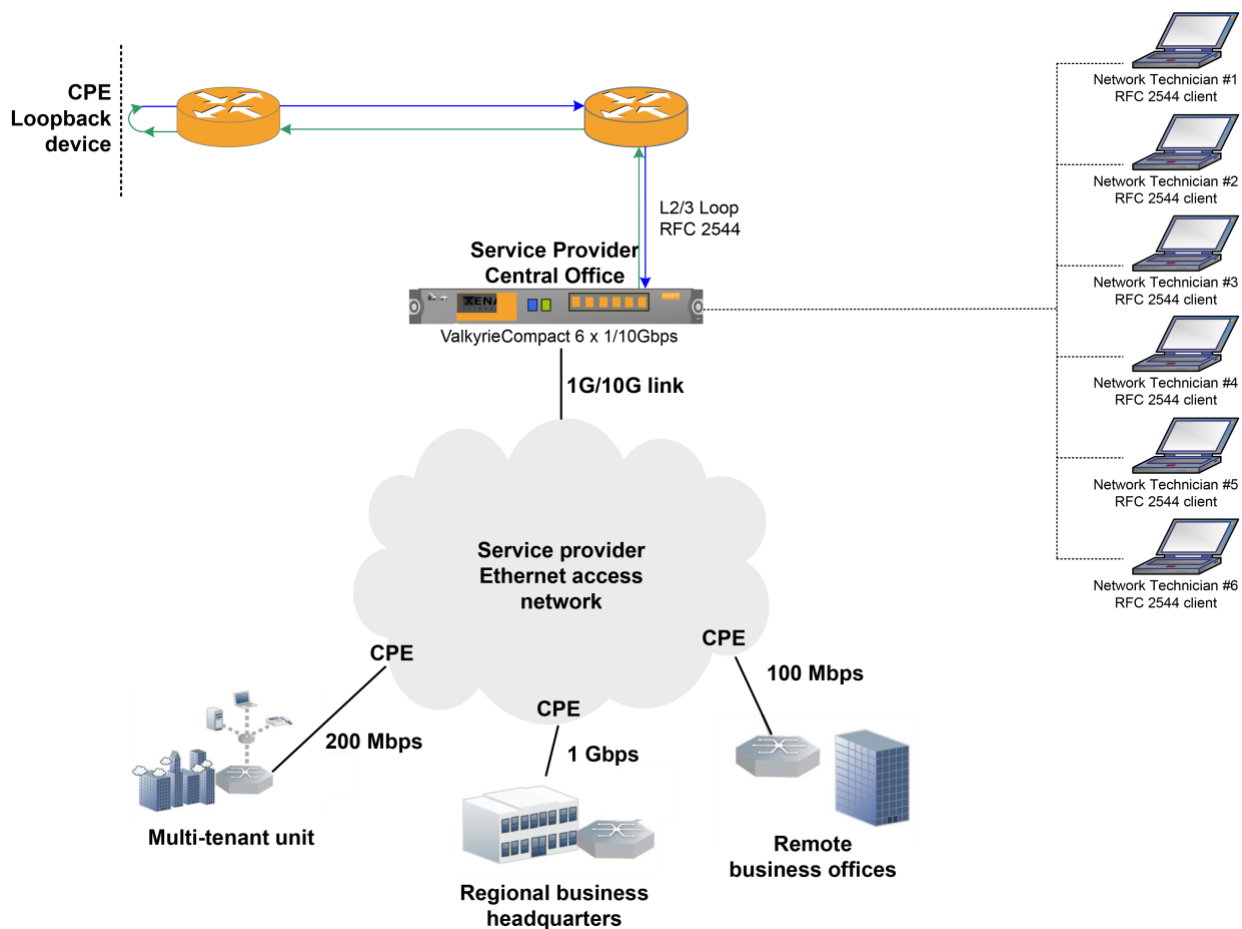 CPE
Loopback
device
L2/3 Loop
RFC 2544
Service Provider
Central Office
XENA
ValkyrieCompact 6 x 1/10Gbps
1G/10G link
Service provider
Ethernet access
network
CPE
200 Mbps
Multi-tenant unit
CPE
1 Gbps
Regional business
headquarters
CPE
100 Mbps
Remote
business offices
Network Technician #1
RFC 2544 client
Network Technician #2
RFC 2544 client
Network Technician #3
RFC 2544 client
Network Technician #4
RFC 2544 client
Network Technician #5
RFC 2544 client
Network Technician #6
RFC 2544 client